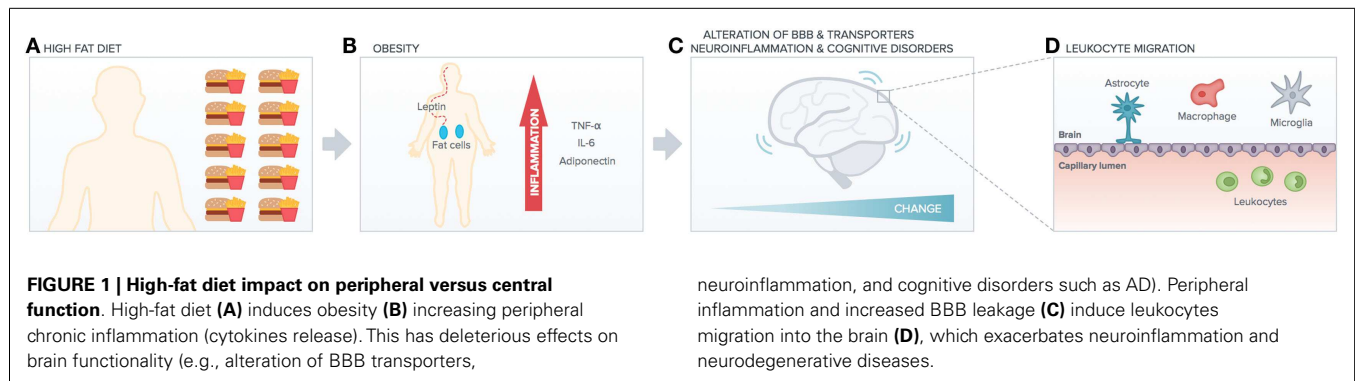 A HIGH FAT DIET
B OBESITY
Leptin
Fat cells
INFLAMMATION
TNF-α
IL-6
Adiponectin
C ALTERATION OF BBB & TRANSPORTERS
NEUROINFLAMMATION & COGNITIVE DISORDERS
CHANGE
D LEUKOCYTE MIGRATION
Astrocyte
Macrophage
Microglia
Brain
Capillary lumen
Leukocytes
FIGURE 1 | High-fat diet impact on peripheral versus central
function. High-fat diet (A) induces obesity (B) increasing peripheral
chronic inflammation (cytokines release). This has deleterious effects on
brain functionality (e.g., alteration of BBB transporters,
neuroinflammation, and cognitive disorders such as AD). Peripheral
inflammation and increased BBB leakage (C) induce leukocytes
migration into the brain (D), which exacerbates neuroinflammation and
neurodegenerative diseases.